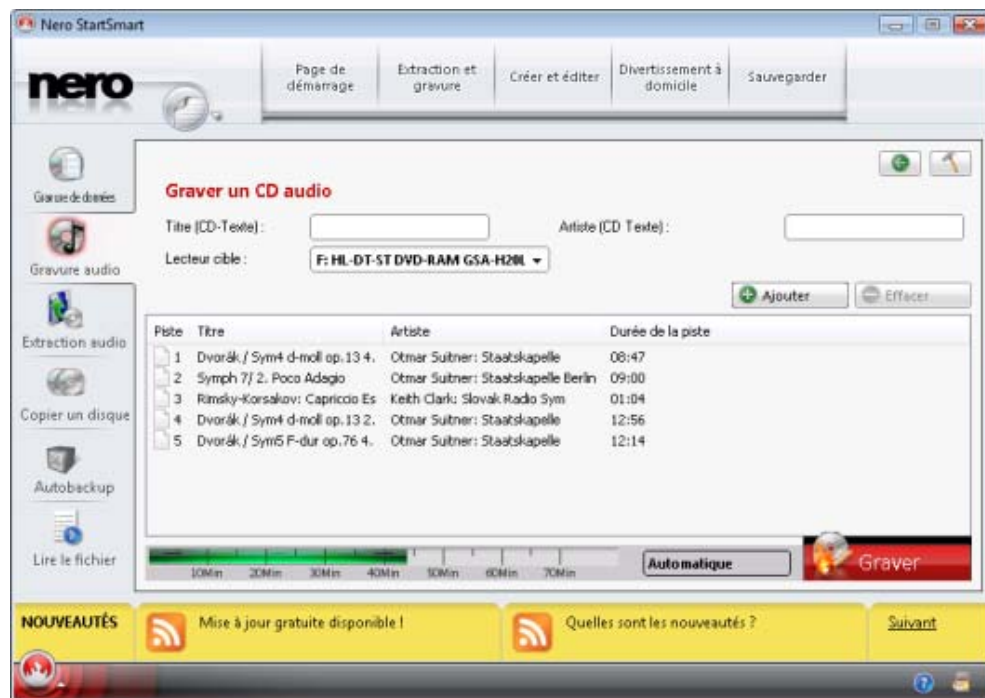 Nero StartSmart
nero
Page de démarrage
Extraction et gravure
Créer et éditer
Divertissement à domicile
Sauvegarder
Gravure de données
Gravure audio
Extraction audio
Copier un disque
Autobackup
Lire le fichier
Graver un CD audio
Titre (CD-Texte) :
Artiste (CD Texte) :
Lecteur cible :
F: HL-DT-ST DVD-RAM GSA-H20L
Ajouter
Effacer
Piste Titre Artiste Durée de la piste
1 Dvorák / Sym4 d-moll op.13 4. Otmar Suitner: Staatskapelle 08:47
2 Symph 7/ 2. Poco Adagio Otmar Suitner: Staatskapelle Berlin 09:00
3 Rimsky-Korsakov: Capriccio Es Keith Clark: Slovak Radio Sym 01:04
4 Dvorák / Sym4 d-moll op.13 2. Otmar Suitner: Staatskapelle 12:56
5 Dvorák / Sym5 F-dur op.76 4. Otmar Suitner: Staatskapelle 12:14
10Min 20Min 30Min 40Min 50Min 60Min 70Min
Automatique
Graver
NOUVEAUTÉS
Mise à jour gratuite disponible !
Quelles sont les nouveautés ?
Suivant